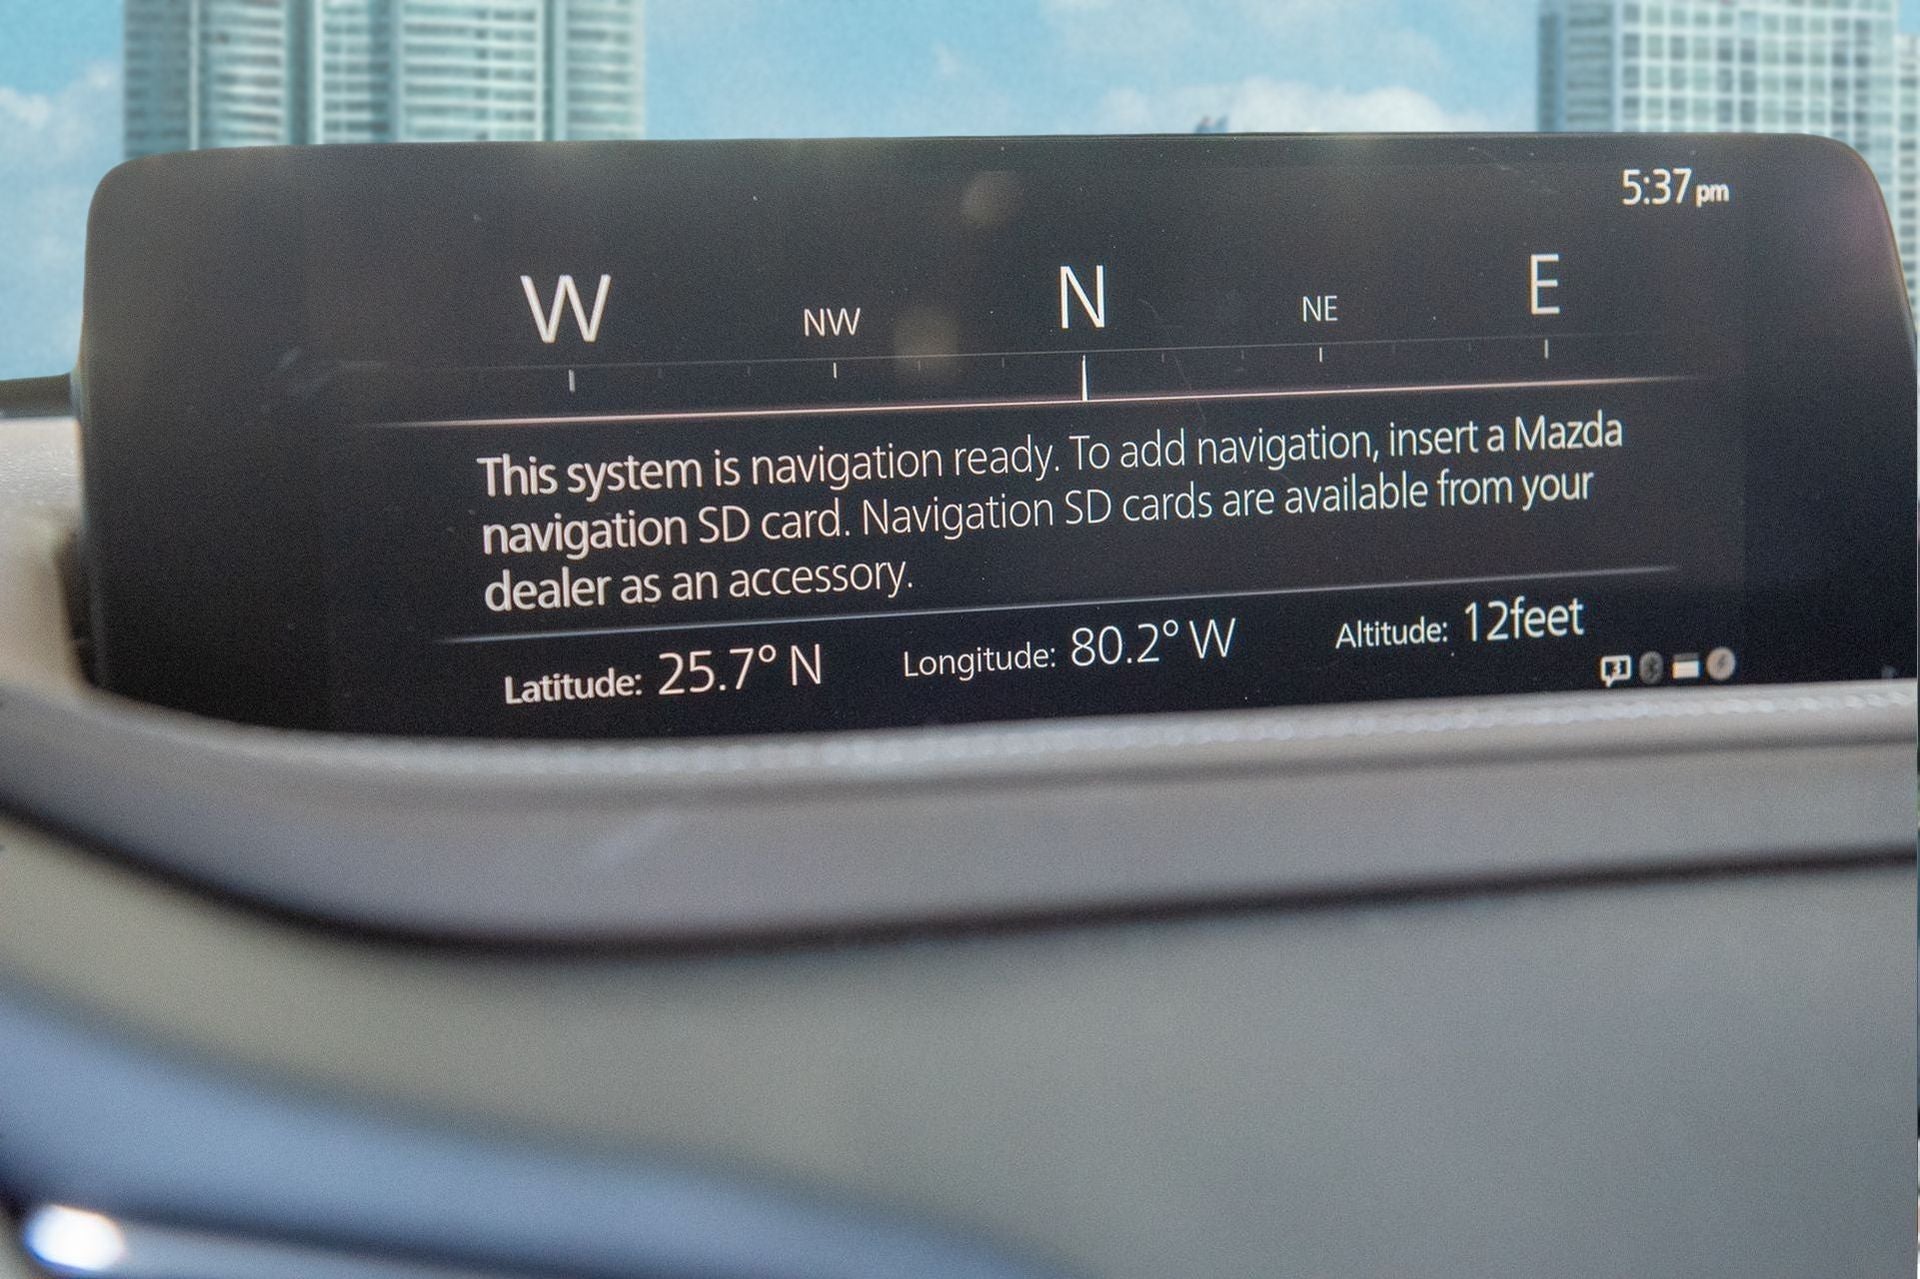 5:37 pm
W NW N NE E
This system is navigation ready. To add navigation, insert a Mazda
navigation SD card. Navigation SD cards are available from your
dealer as an accessory.
Latitude: 25.7° N Longitude: 80.2° W Altitude: 12feet